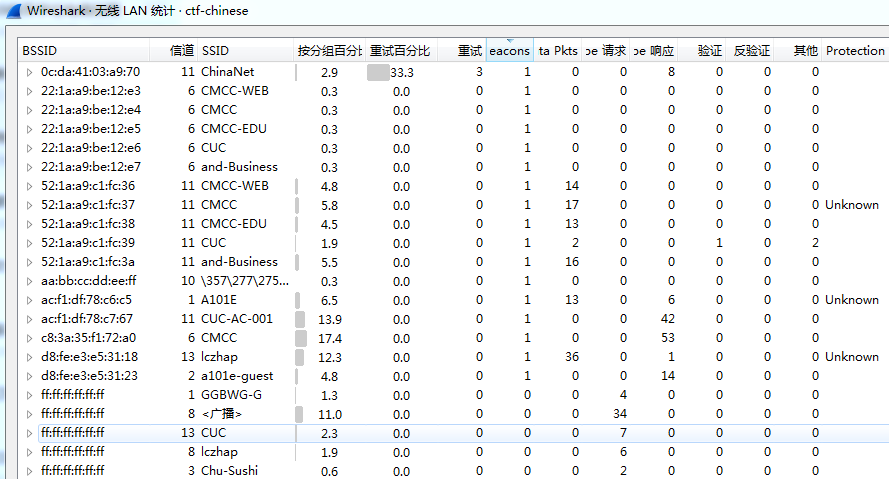 Wireshark · 无线 LAN 统计 · ctf-chinese
BSSID 信道 SSID 按分组百分比 重试百分比 重试 eacons ta Pkts be 请求 be 响应 验证 反验证 其他 Protection
0c:da:41:03:a9:70 11 ChinaNet 2.9 33.3 3 1 0 0 8 0 0 0
22:1a:a9:be:12:e3 6 CMCC-WEB 0.3 0.0 0 1 0 0 0 0 0 0
22:1a:a9:be:12:e4 6 CMCC 0.3 0.0 0 1 0 0 0 0 0 0
22:1a:a9:be:12:e5 6 CMCC-EDU 0.3 0.0 0 1 0 0 0 0 0 0
22:1a:a9:be:12:e6 6 CUC 0.3 0.0 0 1 0 0 0 0 0 0
22:1a:a9:be:12:e7 6 and-Business 0.3 0.0 0 1 0 0 0 0 0 0
52:1a:a9:c1:fc:36 11 CMCC-WEB 4.8 0.0 0 1 14 0 0 0 0 0
52:1a:a9:c1:fc:37 11 CMCC 5.8 0.0 0 1 17 0 0 0 0 0 Unknown
52:1a:a9:c1:fc:38 11 CMCC-EDU 4.5 0.0 0 1 13 0 0 0 0 0
52:1a:a9:c1:fc:39 11 CUC 1.9 0.0 0 1 2 0 0 1 0 2
52:1a:a9:c1:fc:3a 11 and-Business 5.5 0.0 0 1 16 0 0 0 0 0
aa:bb:cc:dd:ee:ff 10 \357\277\275... 0.3 0.0 0 1 0 0 0 0 0 0
ac:f1:df:78:c6:c5 1 A101E 6.5 0.0 0 1 13 0 6 0 0 0 Unknown
ac:f1:df:78:c7:67 11 CUC-AC-001 13.9 0.0 0 1 0 0 42 0 0 0
c8:3a:35:f1:72:a0 6 CMCC 17.4 0.0 0 1 0 0 53 0 0 0
d8:fe:e3:e5:31:18 13 lczhap 12.3 0.0 0 1 36 0 1 0 0 0 Unknown
d8:fe:e3:e5:31:23 2 a101e-guest 4.8 0.0 0 1 0 0 14 0 0 0
ff:ff:ff:ff:ff:ff 1 GGBWG-G 1.3 0.0 0 0 0 4 0 0 0 0
ff:ff:ff:ff:ff:ff 8 <广播> 11.0 0.0 0 0 0 34 0 0 0 0
ff:ff:ff:ff:ff:ff 13 CUC 2.3 0.0 0 0 0 7 0 0 0 0
ff:ff:ff:ff:ff:ff 8 lczhap 1.9 0.0 0 0 0 6 0 0 0 0
ff:ff:ff:ff:ff:ff 3 Chu-Sushi 0.6 0.0 0 0 0 2 0 0 0 0